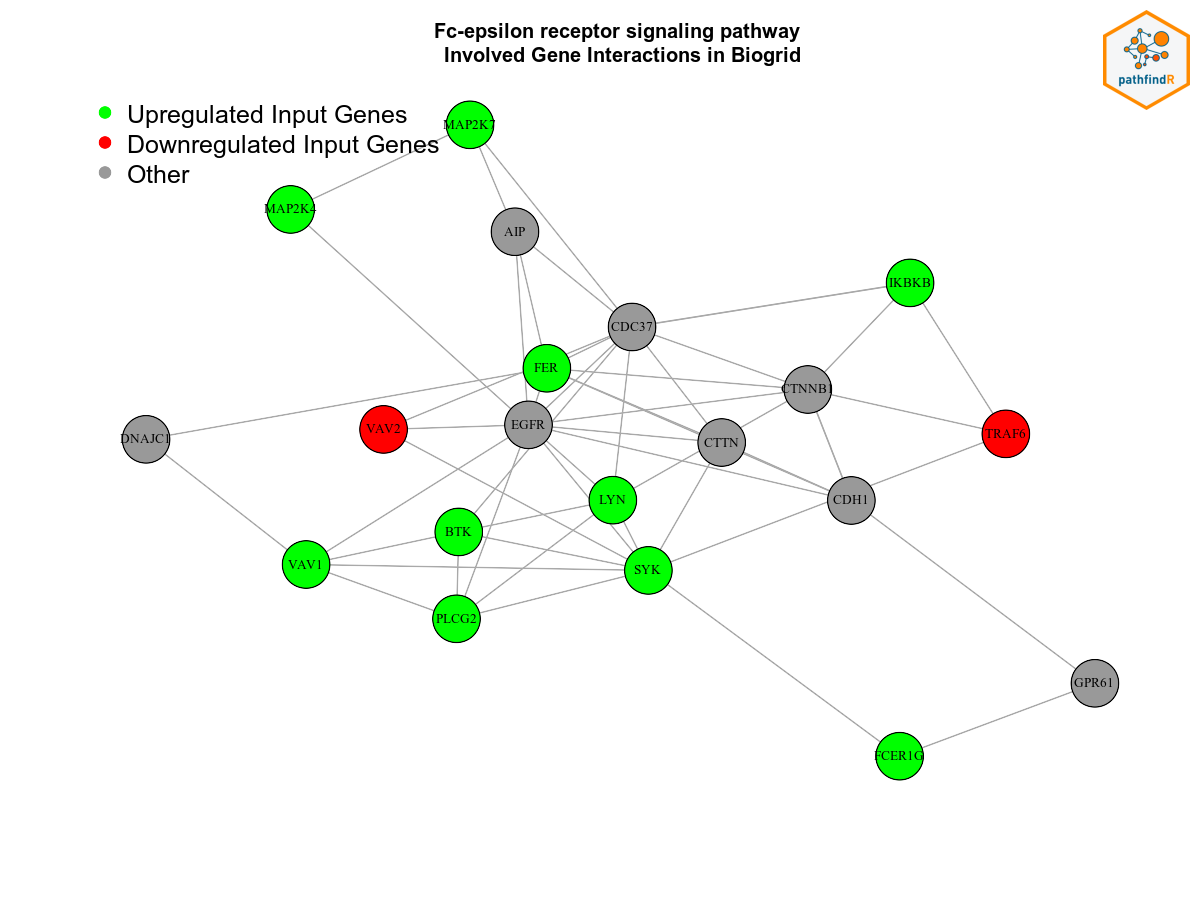 Fc-epsilon receptor signaling pathway
Involved Gene Interactions in Biogrid
pathfindR
Upregulated Input Genes
Downregulated Input Genes
Other
MAP2K7
MAP2K4
AIP
IKBKB
CDC37
FER
CTNNB1
EGFR
VAV2
TRAF6
DNAJC1
CTTN
LYN
CDH1
BTK
VAV1
SYK
PLCG2
GPR61
FCER1G